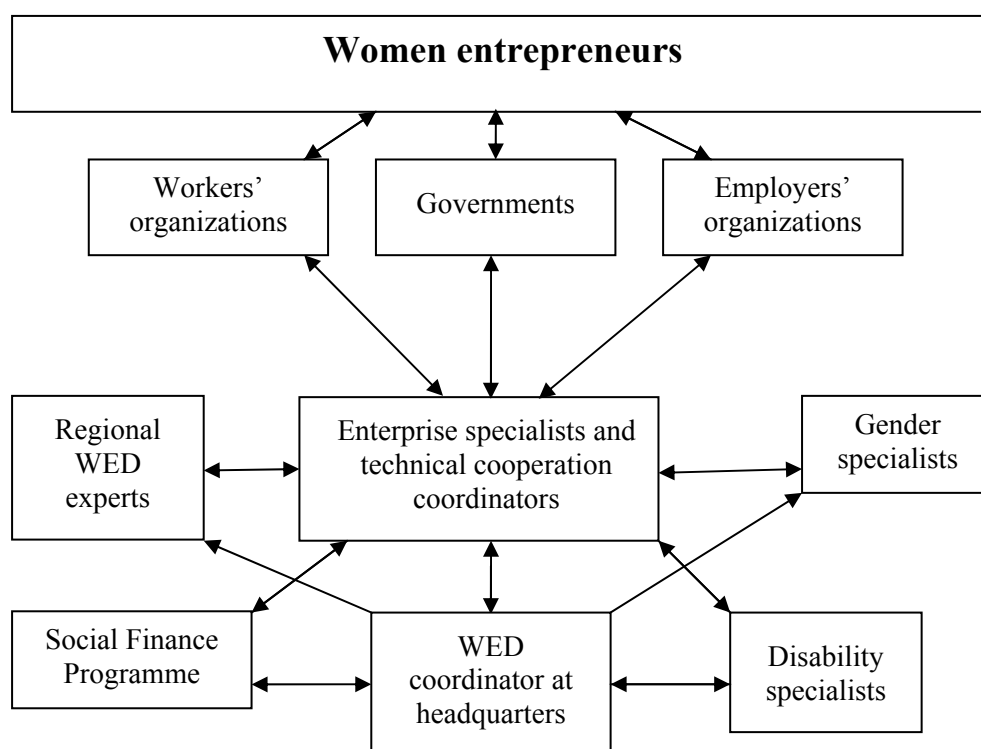 Women entrepreneurs
Workers’
organizations
Governments
Employers’
organizations
Regional
WED
experts
Enterprise specialists and
technical cooperation
coordinators
Gender
specialists
Social Finance
Programme
WED
coordinator at
headquarters
Disability
specialists